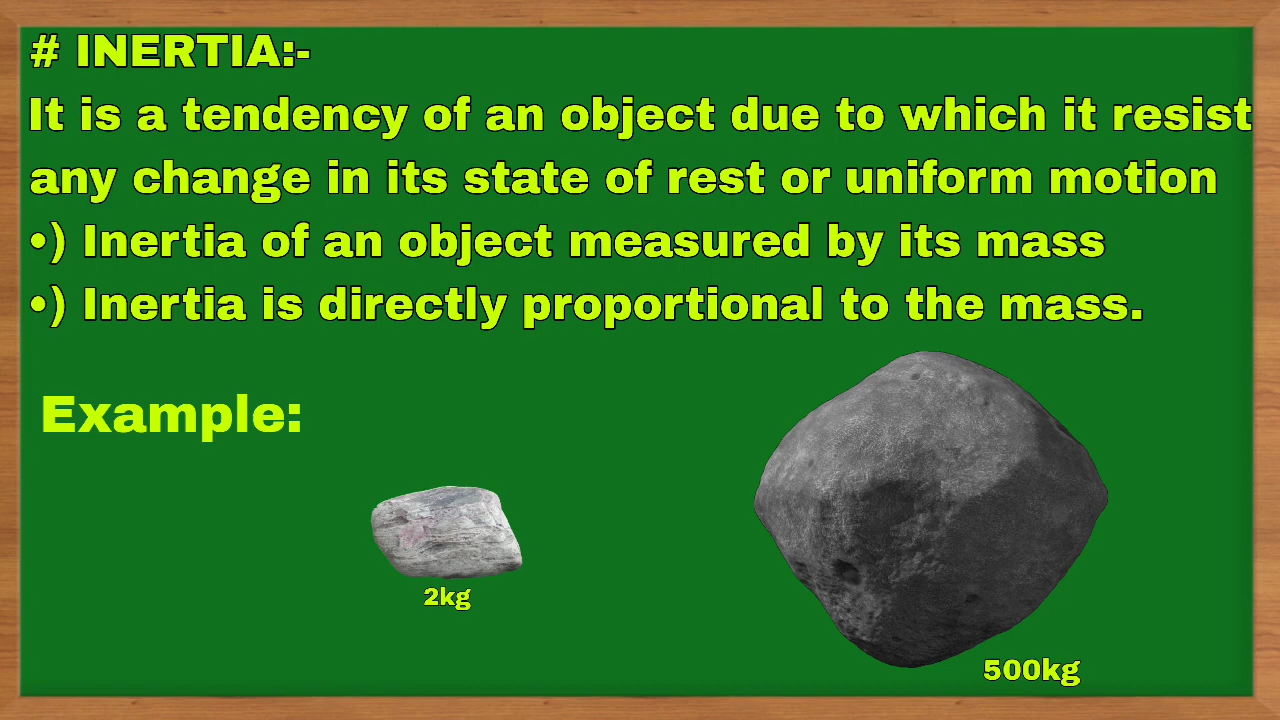 # INERTIA:-
It is a tendency of an object due to which it resist
any change in its state of rest or uniform motion
•) Inertia of an object measured by its mass
•) Inertia is directly proportional to the mass.
Example:
2kg
500kg